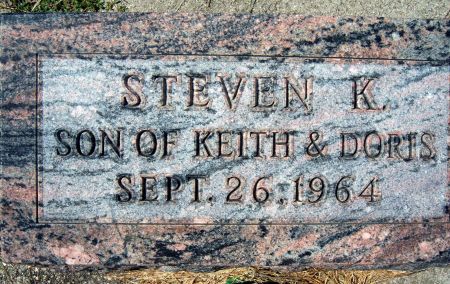 STEVEN K.
SON OF KEITH & DORIS
SEPT. 26, 1964